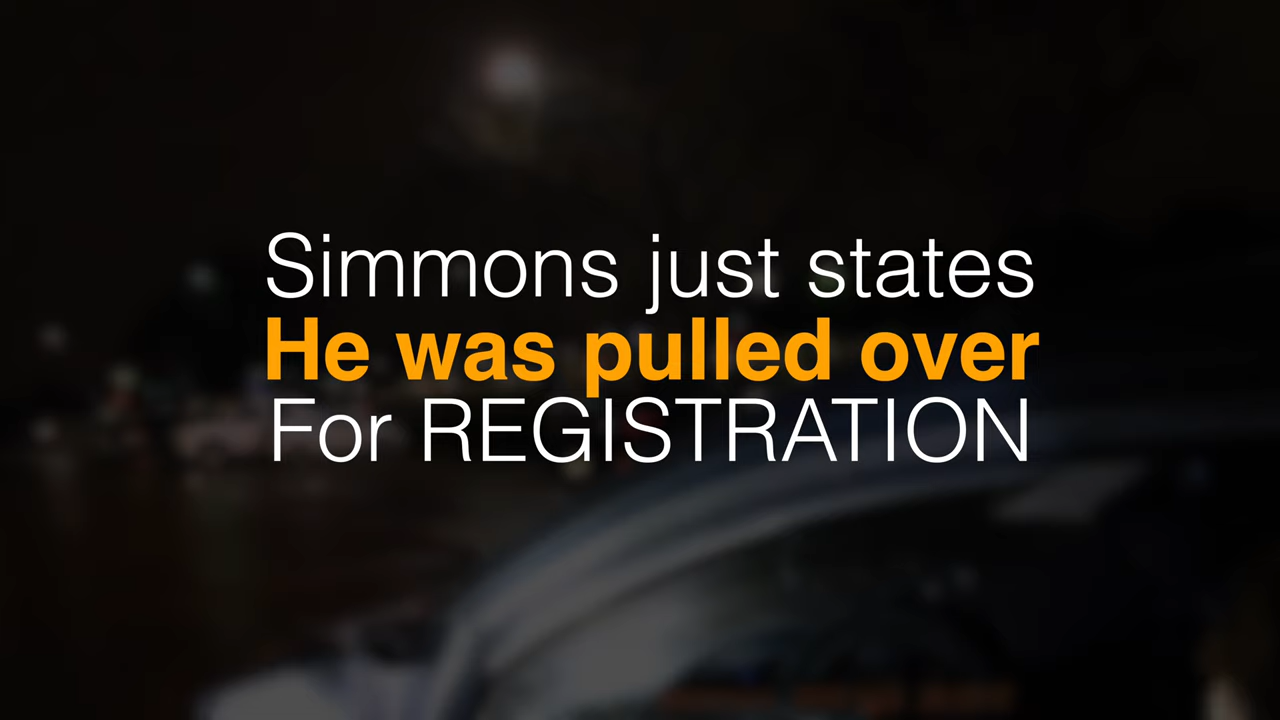 Simmons just states
He was pulled over
For REGISTRATION